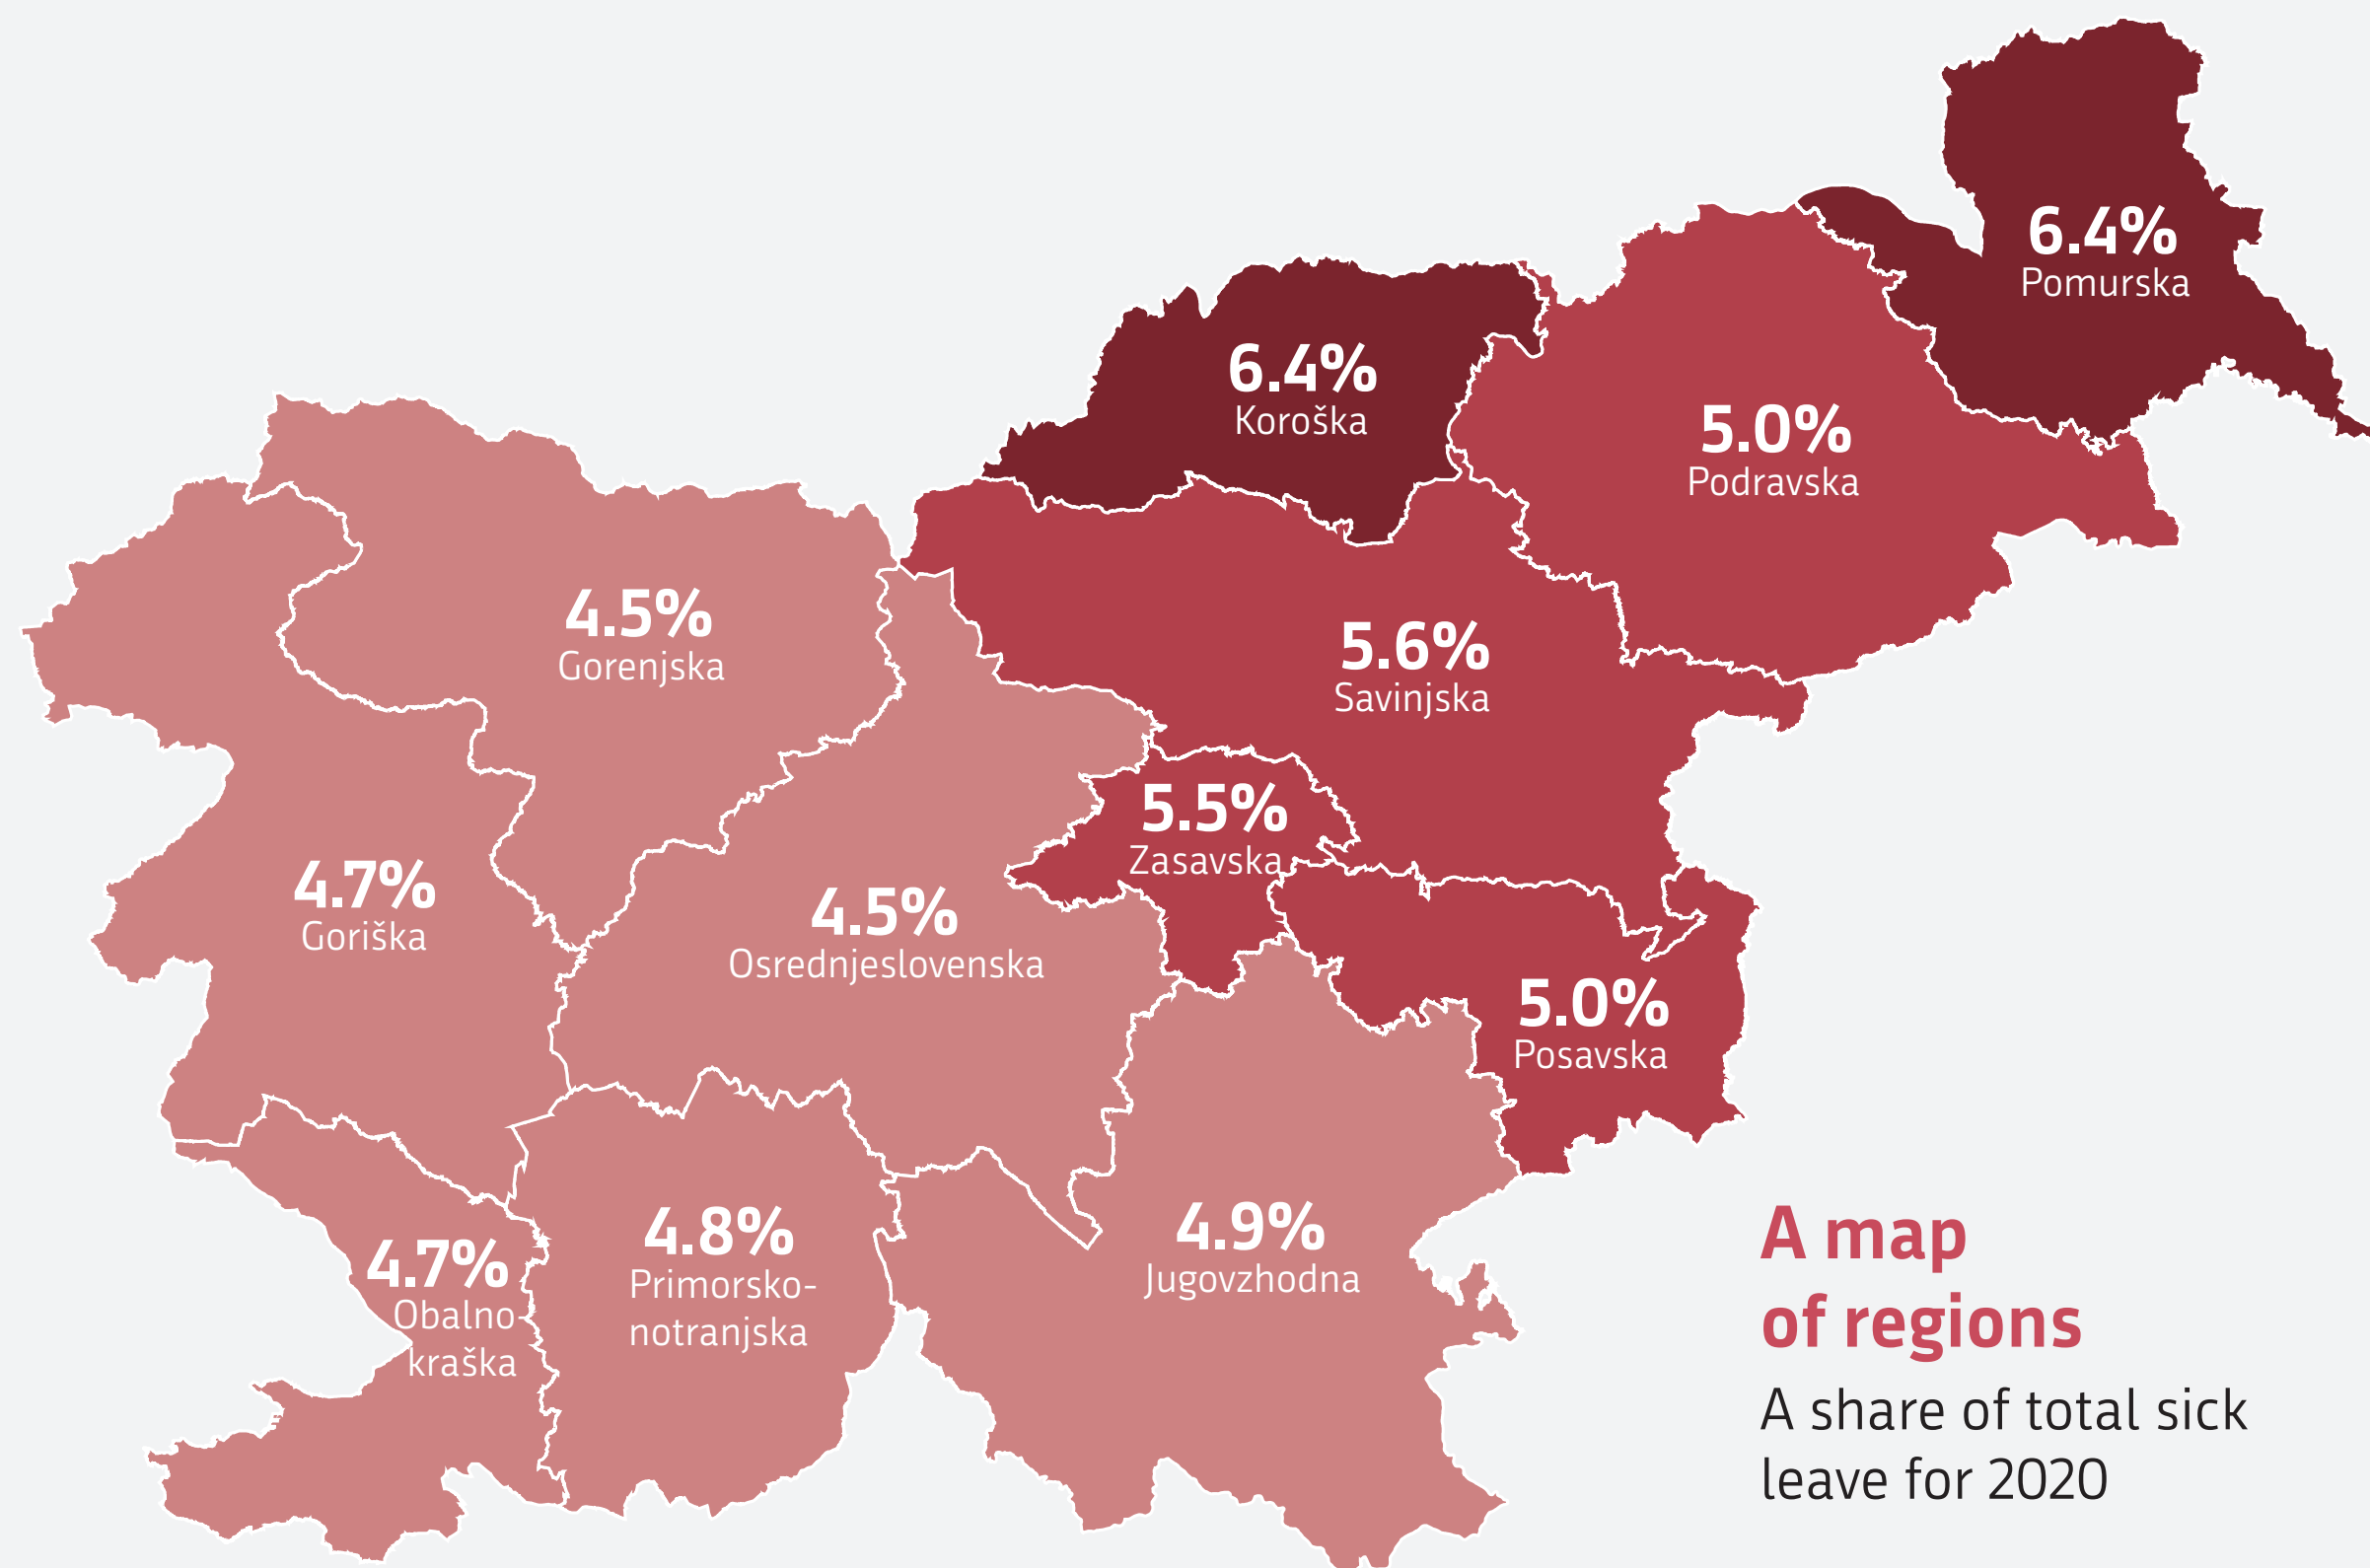 6.4%
Pomurska
6.4%
Koroška
5.0%
Podravska
4.5%
Gorenjska
5.6%
Savinjska
5.5%
Zasavska
4.7%
Goriška
4.5%
Osrednjeslovenska
5.0%
Posavska
4.7%
Obalno-
kraška
4.8%
Primorsko-
notranjska
4.9%
Jugovzhodna
A map
of regions
A share of total sick
leave for 2020